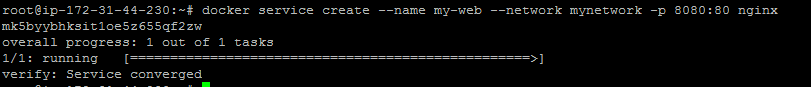 root@ip-172-31-44-230:~# docker service create --name my-web --network mynetwork -p 8080:80 nginx
mk5byybhksit1oe5z655qf2zw
overall progress: 1 out of 1 tasks
1/1: running   [==================================================>]
verify: Service converged